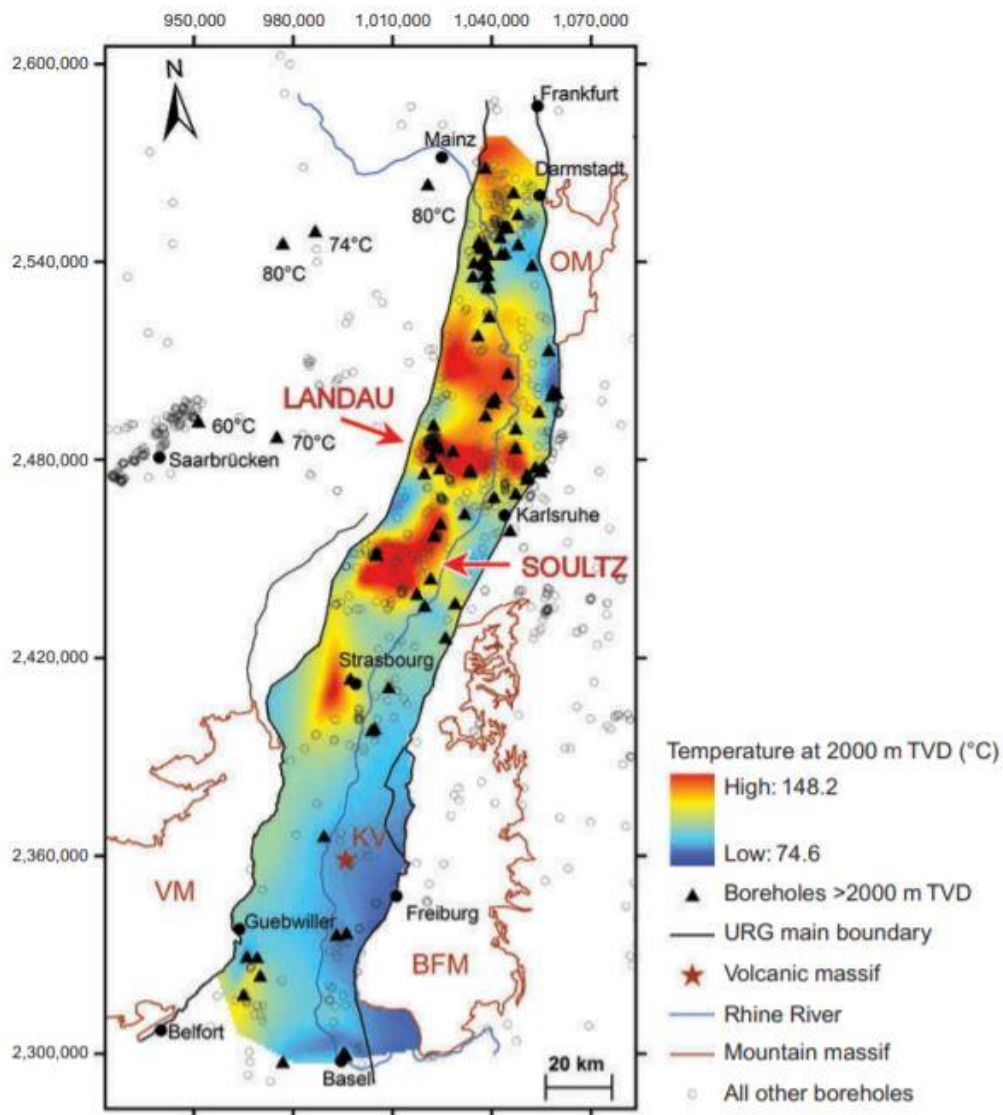 950,000 980,000 1,010,000 1,040,000 1,070,000
2,600,000
N
Frankfurt
Mainz
Darmstadt
80°C
74°C
2,540,000
80°C
OM
LANDAU
60°C
70°C
2,480,000
Saarbrücken
Karlsruhe
SOULTZ
2,420,000
Strasbourg
Temperature at 2000 m TVD (°C)
High: 148.2
Low: 74.6
2,360,000
KV
VM
Boreholes >2000 m TVD
Freiburg
Guebwiller
URG main boundary
BFM
Volcanic massif
Rhine River
Belfort
2,300,000
Mountain massif
20 km
Basel
All other boreholes